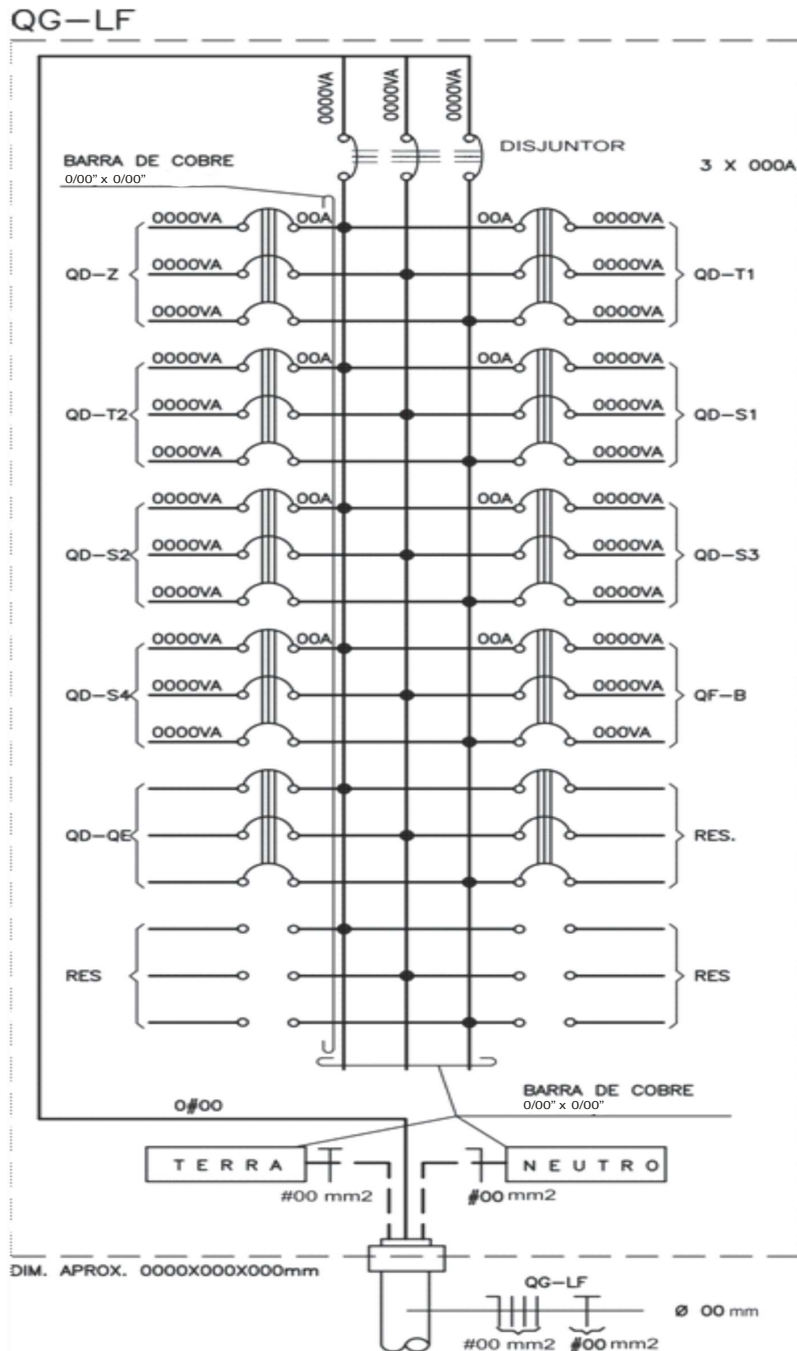 QG-LF
0000VA 0000VA 0000VA
DISJUNTOR
3 X 000A
BARRA DE COBRE
0/00" x 0/00"
0000VA 00A 00A 0000VA
QD-Z 0000VA 0000VA QD-T1
0000VA 0000VA
0000VA 00A 00A 0000VA
QD-T2 0000VA 0000VA QD-S1
0000VA 0000VA
0000VA 00A 00A 0000VA
QD-S2 0000VA 0000VA QD-S3
0000VA 0000VA
0000VA 00A 00A 0000VA
QD-S4 0000VA 0000VA QF-B
0000VA 000VA
QD-QE RES.
RES RES
BARRA DE COBRE
0/00" x 0/00"
0#00
TERRA NEUTRO
#00 mm2 #00 mm2
DIM. APROX. 0000X000X000mm
QG-LF
Ø 00 mm
#00 mm2 #00 mm2